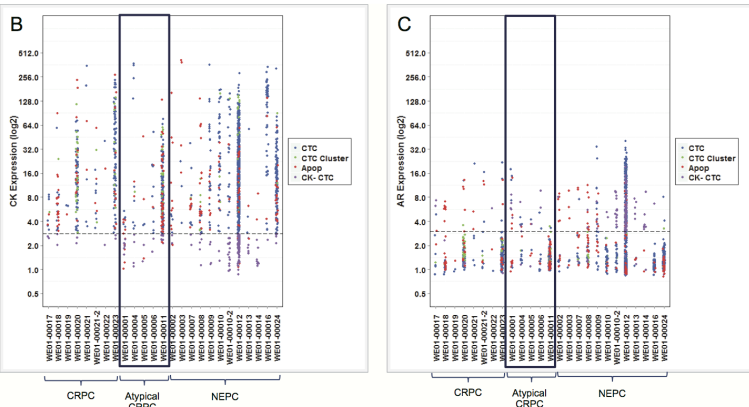 B
CK Expression (log2)
512.0
256.0
128.0
64.0
32.0
16.0
8.0
4.0
2.0
1.0
0.5
CTC
CTC Cluster
Apop
CK- CTC
WE01-00017
WE01-00018
WE01-00019
WE01-00020
WE01-00021
WE01-00021-2
WE01-00022
WE01-00023
WE01-00001
WE01-00004
WE01-00005
WE01-00006
WE01-00011
WE01-00002
WE01-00003
WE01-00007
WE01-00008
WE01-00009
WE01-00010
WE01-00010-2
WE01-00012
WE01-00013
WE01-00014
WE01-00016
WE01-00024
CRPC
Atypical
CRPC
NEPC
C
AR Expression (log2)
512.0
256.0
128.0
64.0
32.0
16.0
8.0
4.0
2.0
1.0
0.5
CTC
CTC Cluster
Apop
CK- CTC
WE01-00017
WE01-00018
WE01-00019
WE01-00020
WE01-00021
WE01-00021-2
WE01-00022
WE01-00023
WE01-00001
WE01-00004
WE01-00005
WE01-00006
WE01-00011
WE01-00002
WE01-00003
WE01-00007
WE01-00008
WE01-00009
WE01-00010
WE01-00010-2
WE01-00012
WE01-00013
WE01-00014
WE01-00016
WE01-00024
CRPC
Atypical
CRPC
NEPC